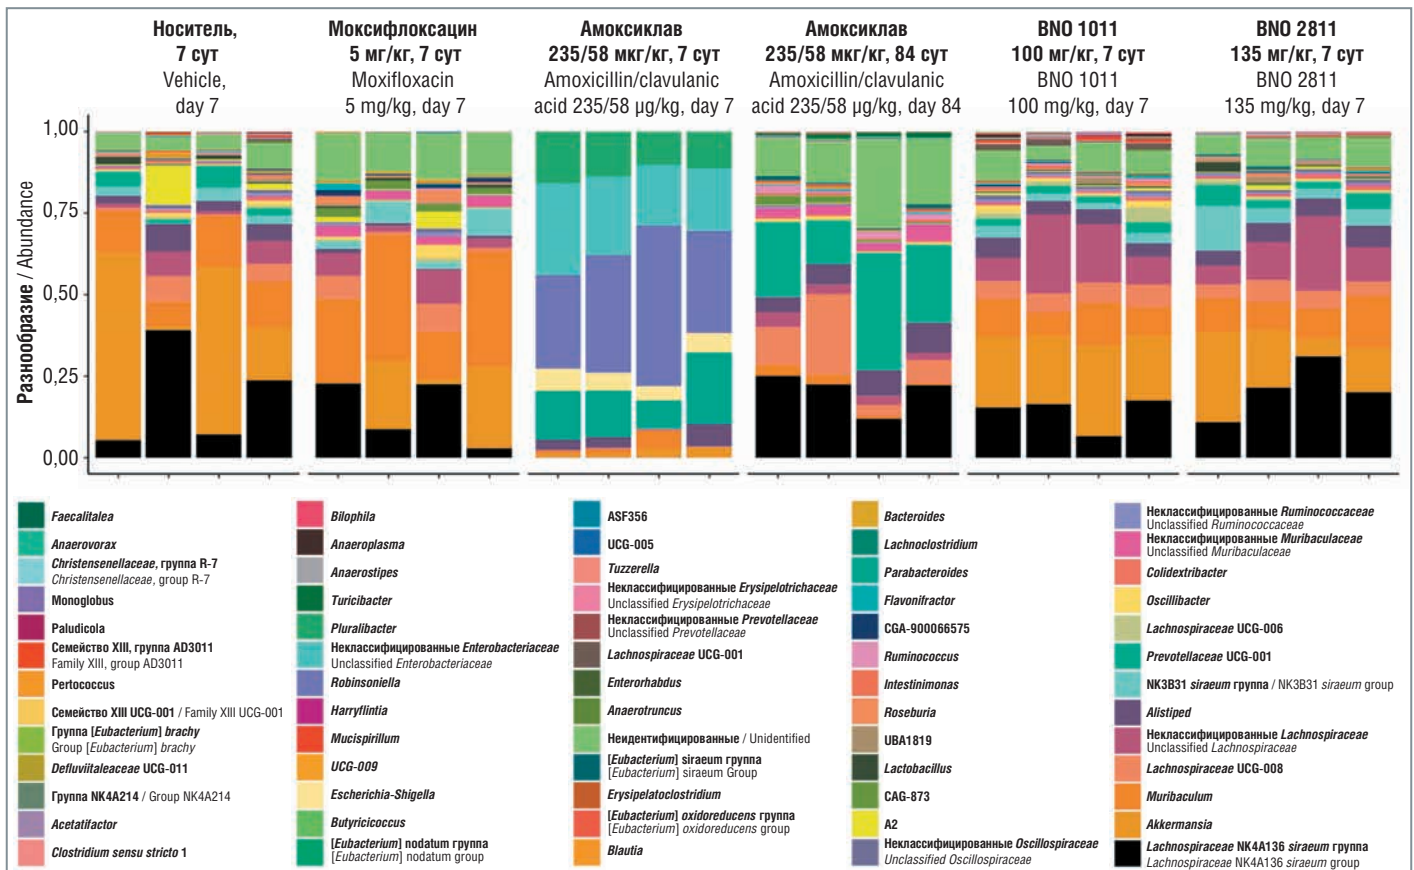 Носитель,
7 сут
Vehicle,
day 7
Моксифлоксацин
5 мг/кг, 7 сут
Moxifloxacin
5 mg/kg, day 7
Амоксиклав
235/58 мкг/кг, 7 сут
Amoxicillin/clavulanic
acid 235/58 µg/kg, day 7
Амоксиклав
235/58 мкг/кг, 84 сут
Amoxicillin/clavulanic
acid 235/58 µg/kg, day 84
BNO 1011
100 мг/кг, 7 сут
BNO 1011
100 mg/kg, day 7
BNO 2811
135 мг/кг, 7 сут
BNO 2811
135 mg/kg, day 7
Разнообразие / Abundance
1,00
0,75
0,50
0,25
0,00
Faecalitalea
Anaerovorax
Christensenellaceae, группа R-7
Christensenellaceae, group R-7
Monoglobus
Paludicola
Семейство XIII, группа AD3011
Family XIII, group AD3011
Pertococcus
Семейство XIII UCG-001 / Family XIII UCG-001
Группа [Eubacterium] brachy
Group [Eubacterium] brachy
Defluviitaleaceae UCG-011
Группа NK4A214 / Group NK4A214
Acetatifactor
Clostridium sensu stricto 1
Bilophila
Anaeroplasma
Anaerostipes
Turicibacter
Pluralibacter
Неклассифицированные Enterobacteriaceae
Unclassified Enterobacteriaceae
Robinsoniella
Harryflintia
Mucispirillum
UCG-009
Escherichia-Shigella
Butyricicoccus
[Eubacterium] nodatum группа
[Eubacterium] nodatum group
ASF356
UCG-005
Tuzzerella
Неклассифицированные Erysipelotrichaceae
Unclassified Erysipelotrichaceae
Неклассифицированные Prevotellaceae
Unclassified Prevotellaceae
Lachnospiraceae UCG-001
Enterorhabdus
Anaerotruncus
Неидентифицированные / Unidentified
[Eubacterium] siraeum группа
[Eubacterium] siraeum Group
Erysipelatoclostridium
[Eubacterium] oxidoreducens группа
[Eubacterium] oxidoreducens group
Blautia
Bacteroides
Lachnoclostridium
Parabacteroides
Flavonifractor
CGA-900066575
Ruminococcus
Intestinimonas
Roseburia
UBA1819
Lactobacillus
CAG-873
A2
Неклассифицированные Oscillospiraceae
Unclassified Oscillospiraceae
Неклассифицированные Ruminococcaceae
Unclassified Ruminococcaceae
Неклассифицированные Muribaculaceae
Unclassified Muribaculaceae
Colidextribacter
Oscillibacter
Lachnospiraceae UCG-006
Prevotellaceae UCG-001
NK3B31 siraeum группа / NK3B31 siraeum group
Alistiped
Неклассифицированные Lachnospiraceae
Unclassified Lachnospiraceae
Lachnospiraceae UCG-008
Muribaculum
Akkermansia
Lachnospiraceae NK4A136 siraeum группа
Lachnospiraceae NK4A136 siraeum group